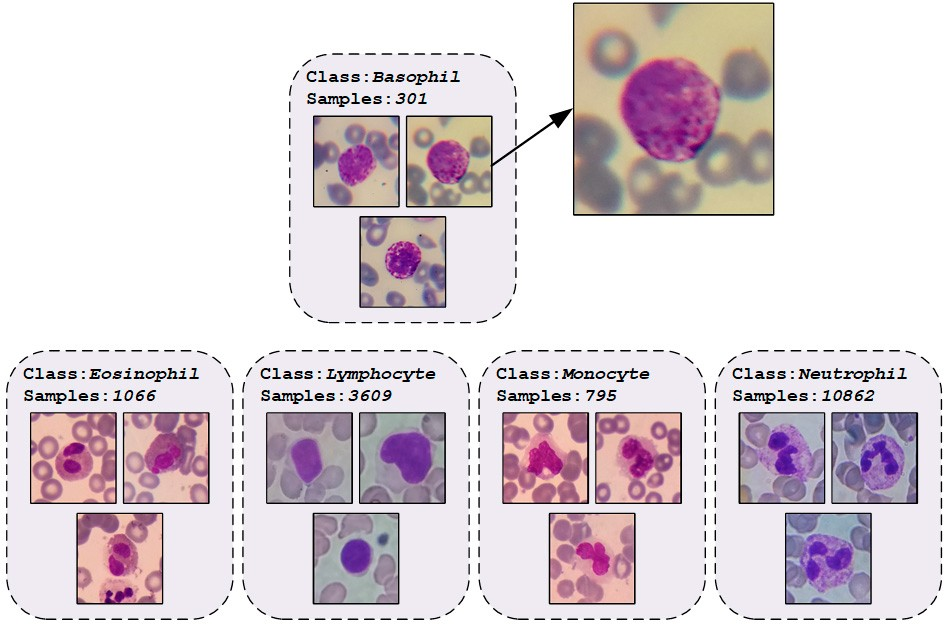 Class:Basophil
Samples:301
Class:Eosinophil
Samples:1066
Class:Lymphocyte
Samples:3609
Class:Monocyte
Samples:795
Class:Neutrophil
Samples:10862